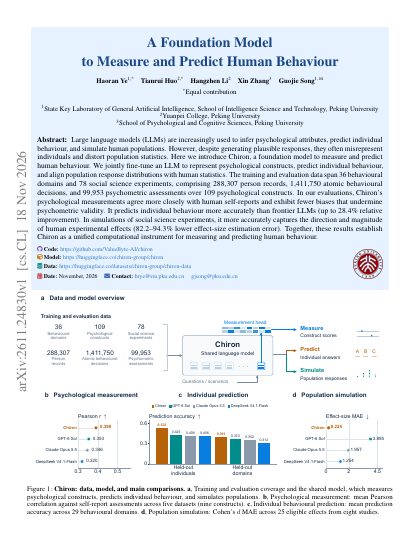 A Foundation Model
to Measure and Predict Human Behaviour
Haoran Ye1,* Tianrui Huo2,* Hangzhen Li2 Xin Zhang3 Guojie Song1,
*Equal contribution
1State Key Laboratory of General Artificial Intelligence, School of Intelligence Science and Technology, Peking University
2Yuanpei College, Peking University
3School of Psychological and Cognitive Sciences, Peking University
Abstract: Large language models (LLMs) are increasingly used to infer psychological attributes, predict individual
behaviour, and simulate human populations. However, despite generating plausible responses, they often misrepresent
individuals and distort population statistics. Here we introduce Chiron, a foundation model to measure and predict
human behaviour. We jointly fine-tune an LLM to represent psychological constructs, predict individual behaviour,
and align population response distributions with human statistics. The training and evaluation data span 36 behavioural
domains and 78 social science experiments, comprising 288,307 person records, 1,411,750 atomic behavioural
decisions, and 99,953 psychometric assessments over 109 psychological constructs. In our evaluations, Chiron's
psychological measurements agree more closely with human self-reports and exhibit fewer biases that undermine
psychometric validity. It predicts individual behaviour more accurately than frontier LLMs (up to 28.4% relative
improvement). In simulations of social science experiments, it more accurately captures the direction and magnitude
of human experimental effects (82.2–94.3% lower effect-size estimation error). Together, these results establish
Chiron as a unified computational instrument for measuring and predicting human behaviour.
Code: https://github.com/ValueByte-AI/chiron
Model: https://huggingface.co/chiron-group/chiron
Data: https://huggingface.co/datasets/chiron-group/chiron-data
Date: November, 2026 Contact: hrye@stu.pku.edu.cn gjsong@pku.edu.cn
arXiv:2611.24830v1 [cs.CL] 18 Nov 2026
a Data and model overview
Training and evaluation data
36 109 78
Behavioural domains
Psychological constructs
Social science experiments
288,307 1,411,750 99,953
Person records
Atomic behavioural decisions
Psychometric assessments
Measurement head
Chiron
Shared language model
Questions / scenarios
Measure
Construct scores
Predict
Individual answers
A B C
Simulate
Population responses
b Psychological measurement
Pearson r ↑
Chiron
GPT-5.6 Sol
Claude Opus 5.5
DeepSeek V4.1 Flash
0.3 0.4 0.5
c Individual prediction
Chiron GPT-5.6 Sol Claude Opus 5.5 DeepSeek V4.1 Flash
Prediction accuracy ↑
0.6
0.3
0
Held-out individuals
Held-out domains
d Population simulation
Effect-size MAE ↓
Chiron 0.225
GPT-5.6 Sol 3.955
Claude Opus 5.5 1.957
DeepSeek V4.1 Flash 1.264
0 2 4.5
Figure 1: Chiron: data, model, and main comparisons. a, Training and evaluation coverage and the shared model, which measures
psychological constructs, predicts individual behaviour, and simulates populations. b, Psychological measurement: mean Pearson
correlation against self-report assessments across five datasets (nine constructs). c, Individual behavioural prediction: mean prediction
accuracy across 29 behavioural domains. d, Population simulation: Cohen's d MAE across 25 eligible effects from eight studies.